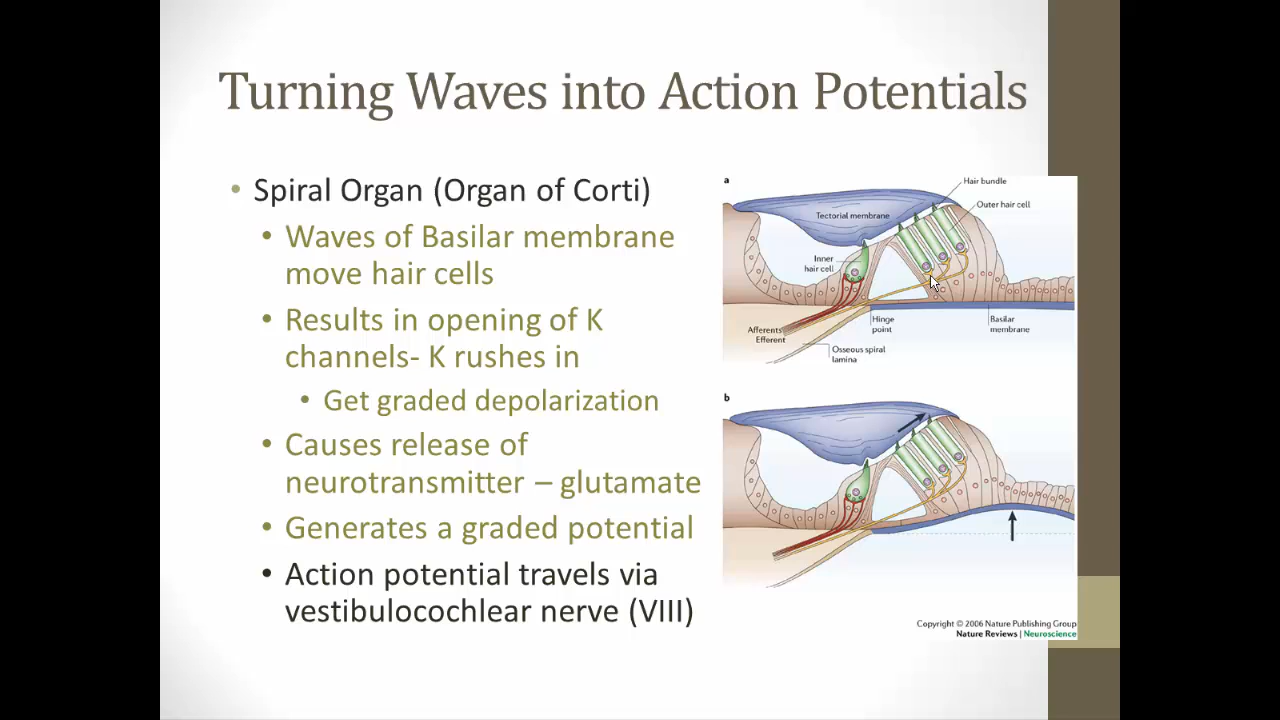 Turning Waves into Action Potentials
• Spiral Organ (Organ of Corti)
• Waves of Basilar membrane
move hair cells
• Results in opening of K
channels- K rushes in
• Get graded depolarization
• Causes release of
neurotransmitter – glutamate
• Generates a graded potential
• Action potential travels via
vestibulocochlear nerve (VIII)
a
Hair bundle
Outer hair cell
Tectorial membrane
Inner
hair cell
Hinge
point
Basilar
membrane
Afferents
Efferent
Osseous spiral
lamina
b
Copyright © 2006 Nature Publishing Group
Nature Reviews | Neuroscience